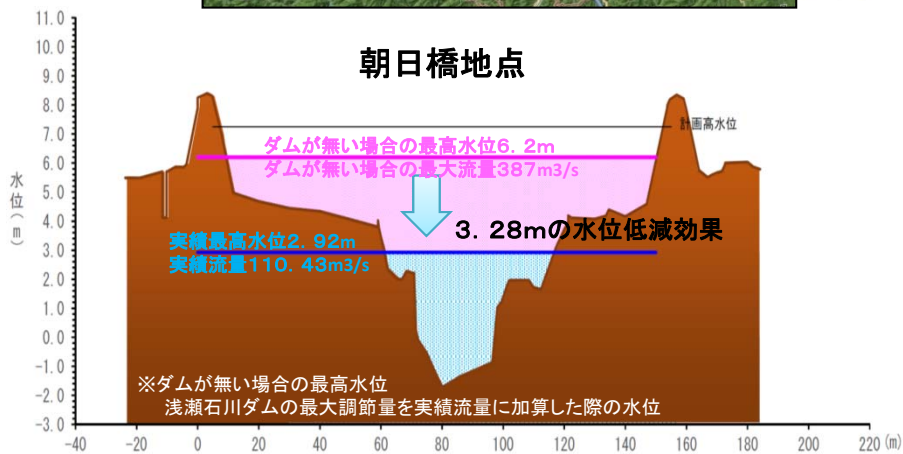 朝日橋地点
11.0
10.0
9.0
8.0
7.0
6.0
5.0
4.0
3.0
2.0
1.0
0.0
-1.0
-2.0
-3.0
水位(m)
計画高水位
ダムが無い場合の最高水位6.2m
ダムが無い場合の最大流量387m3/s
3.28mの水位低減効果
実績最高水位2.92m
実績流量110.43m3/s
※ダムが無い場合の最高水位
浅瀬石川ダムの最大調節量を実績流量に加算した際の水位
-40 -20 0 20 40 60 80 100 120 140 160 180 200 220 (m)